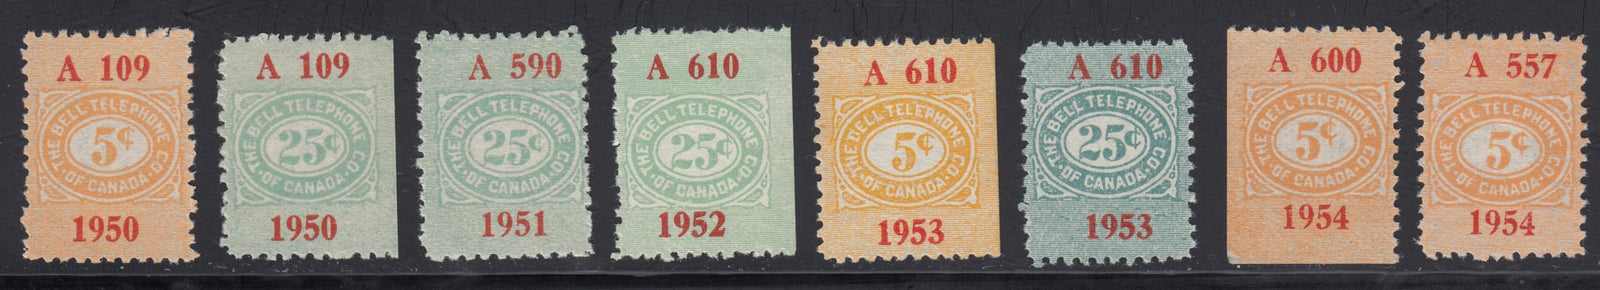 A 109
THE BELL TELEPHONE CO.
5¢
OF CANADA
1950
A 109
THE BELL TELEPHONE CO.
25¢
OF CANADA
1950
A 590
THE BELL TELEPHONE CO.
25¢
OF CANADA
1951
A 610
THE BELL TELEPHONE CO.
25¢
OF CANADA
1952
A 610
THE BELL TELEPHONE CO.
5¢
OF CANADA
1953
A 610
THE BELL TELEPHONE CO.
25¢
OF CANADA
1953
A 600
THE BELL TELEPHONE CO.
5¢
OF CANADA
1954
A 557
THE BELL TELEPHONE CO.
5¢
OF CANADA
1954